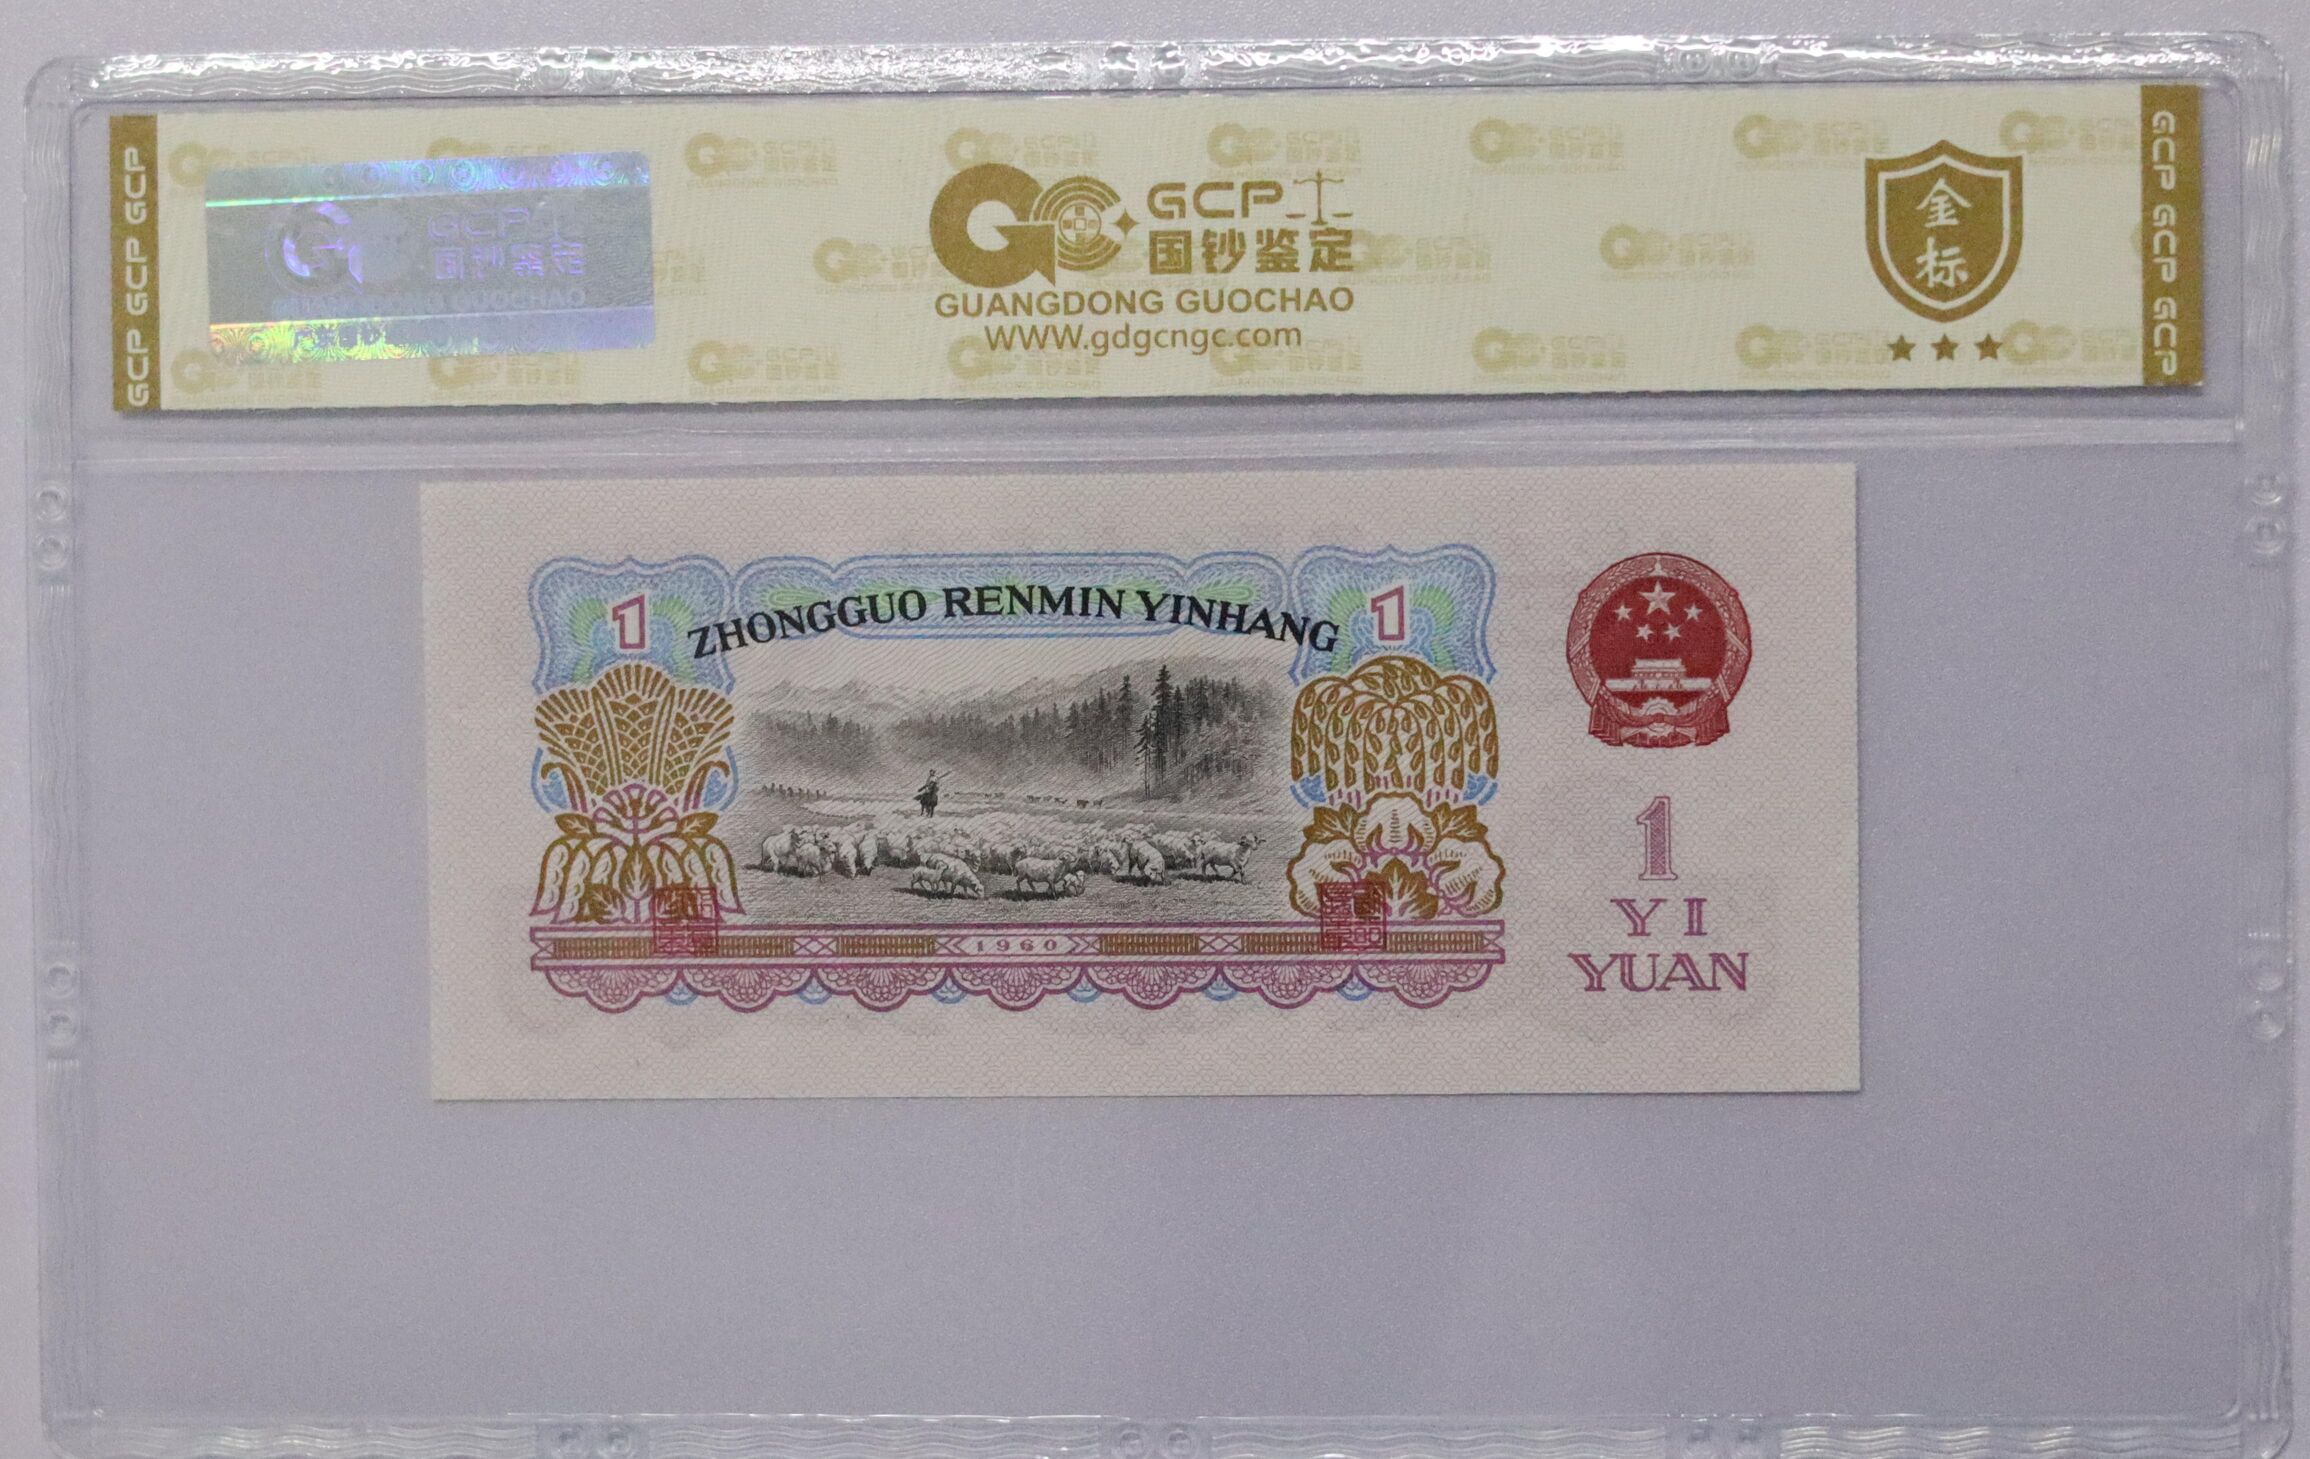 GCP GCP GCP
GCP
国钞鉴定
GUANGDONG GUOCHAO
GCP
国钞鉴定
GUANGDONG GUOCHAO
WWW.gdgcngc.com
金
标
GCP GCP GCP
1
ZHONGGUO RENMIN YINHANG
1
1960
1
YI
YUAN